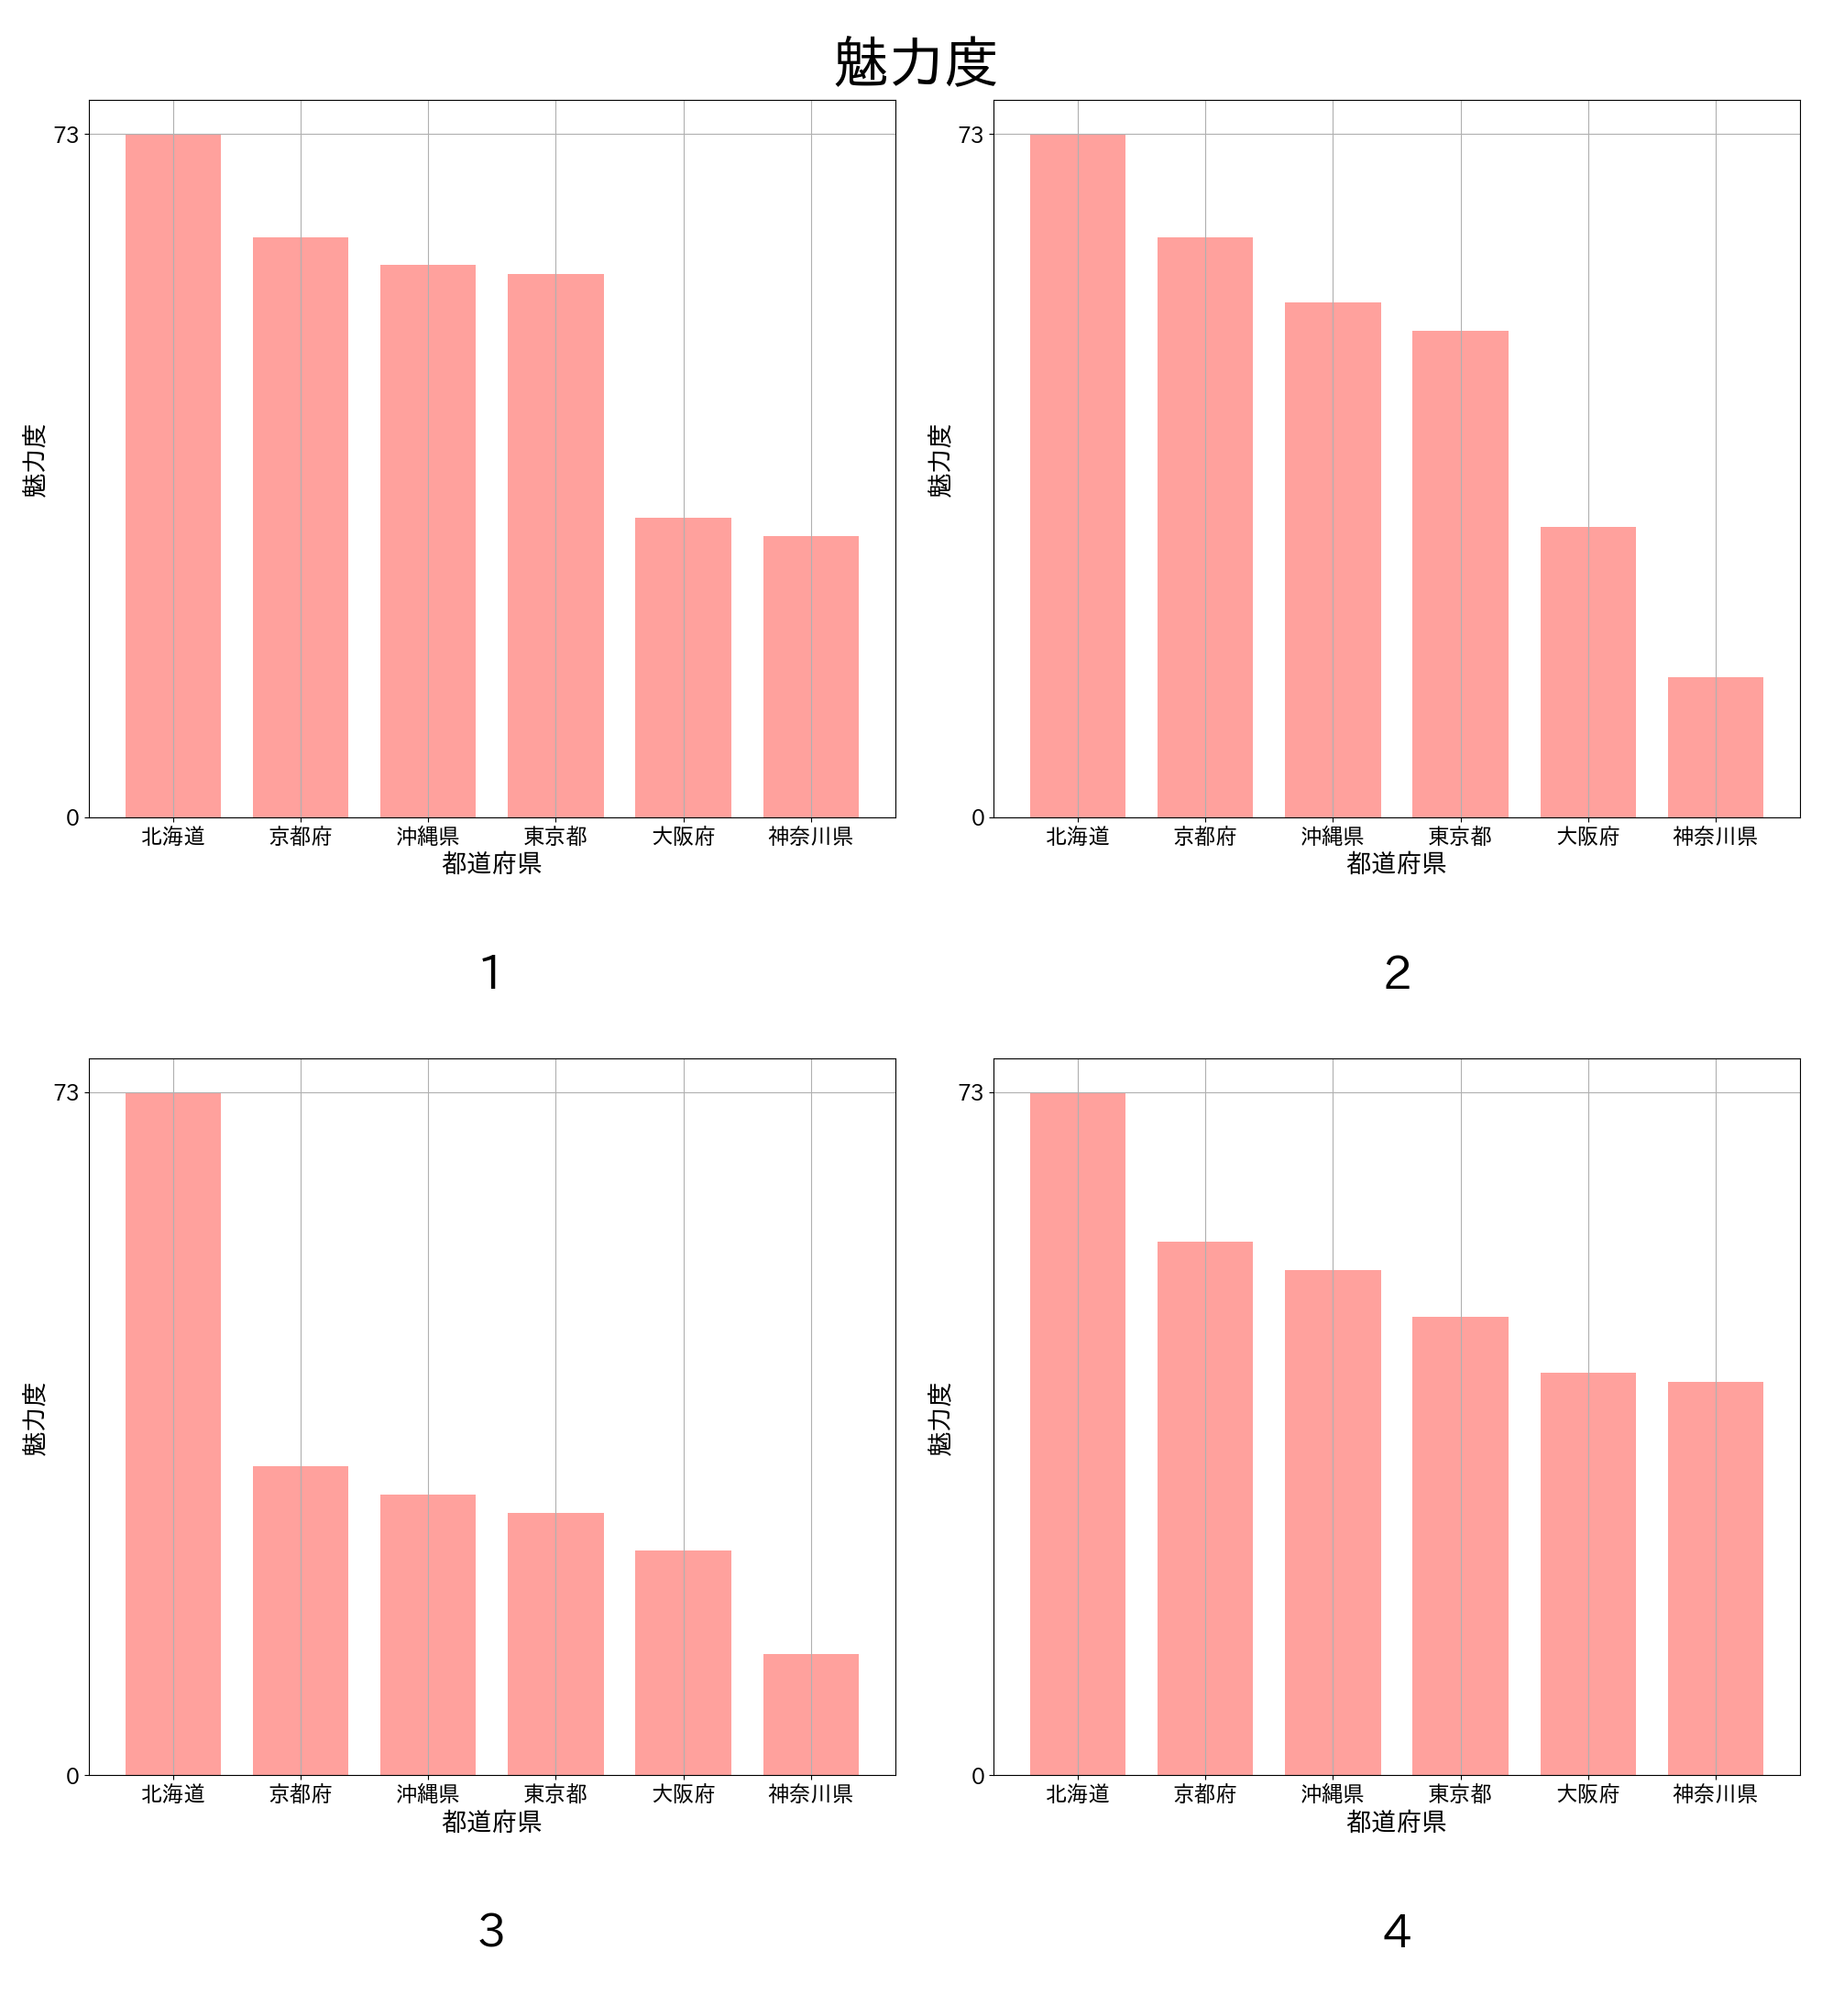 魅力度
73
0
魅力度
北海道 京都府 沖縄県 東京都 大阪府 神奈川県
都道府県
1
73
0
魅力度
北海道 京都府 沖縄県 東京都 大阪府 神奈川県
都道府県
2
73
0
魅力度
北海道 京都府 沖縄県 東京都 大阪府 神奈川県
都道府県
3
73
0
魅力度
北海道 京都府 沖縄県 東京都 大阪府 神奈川県
都道府県
4